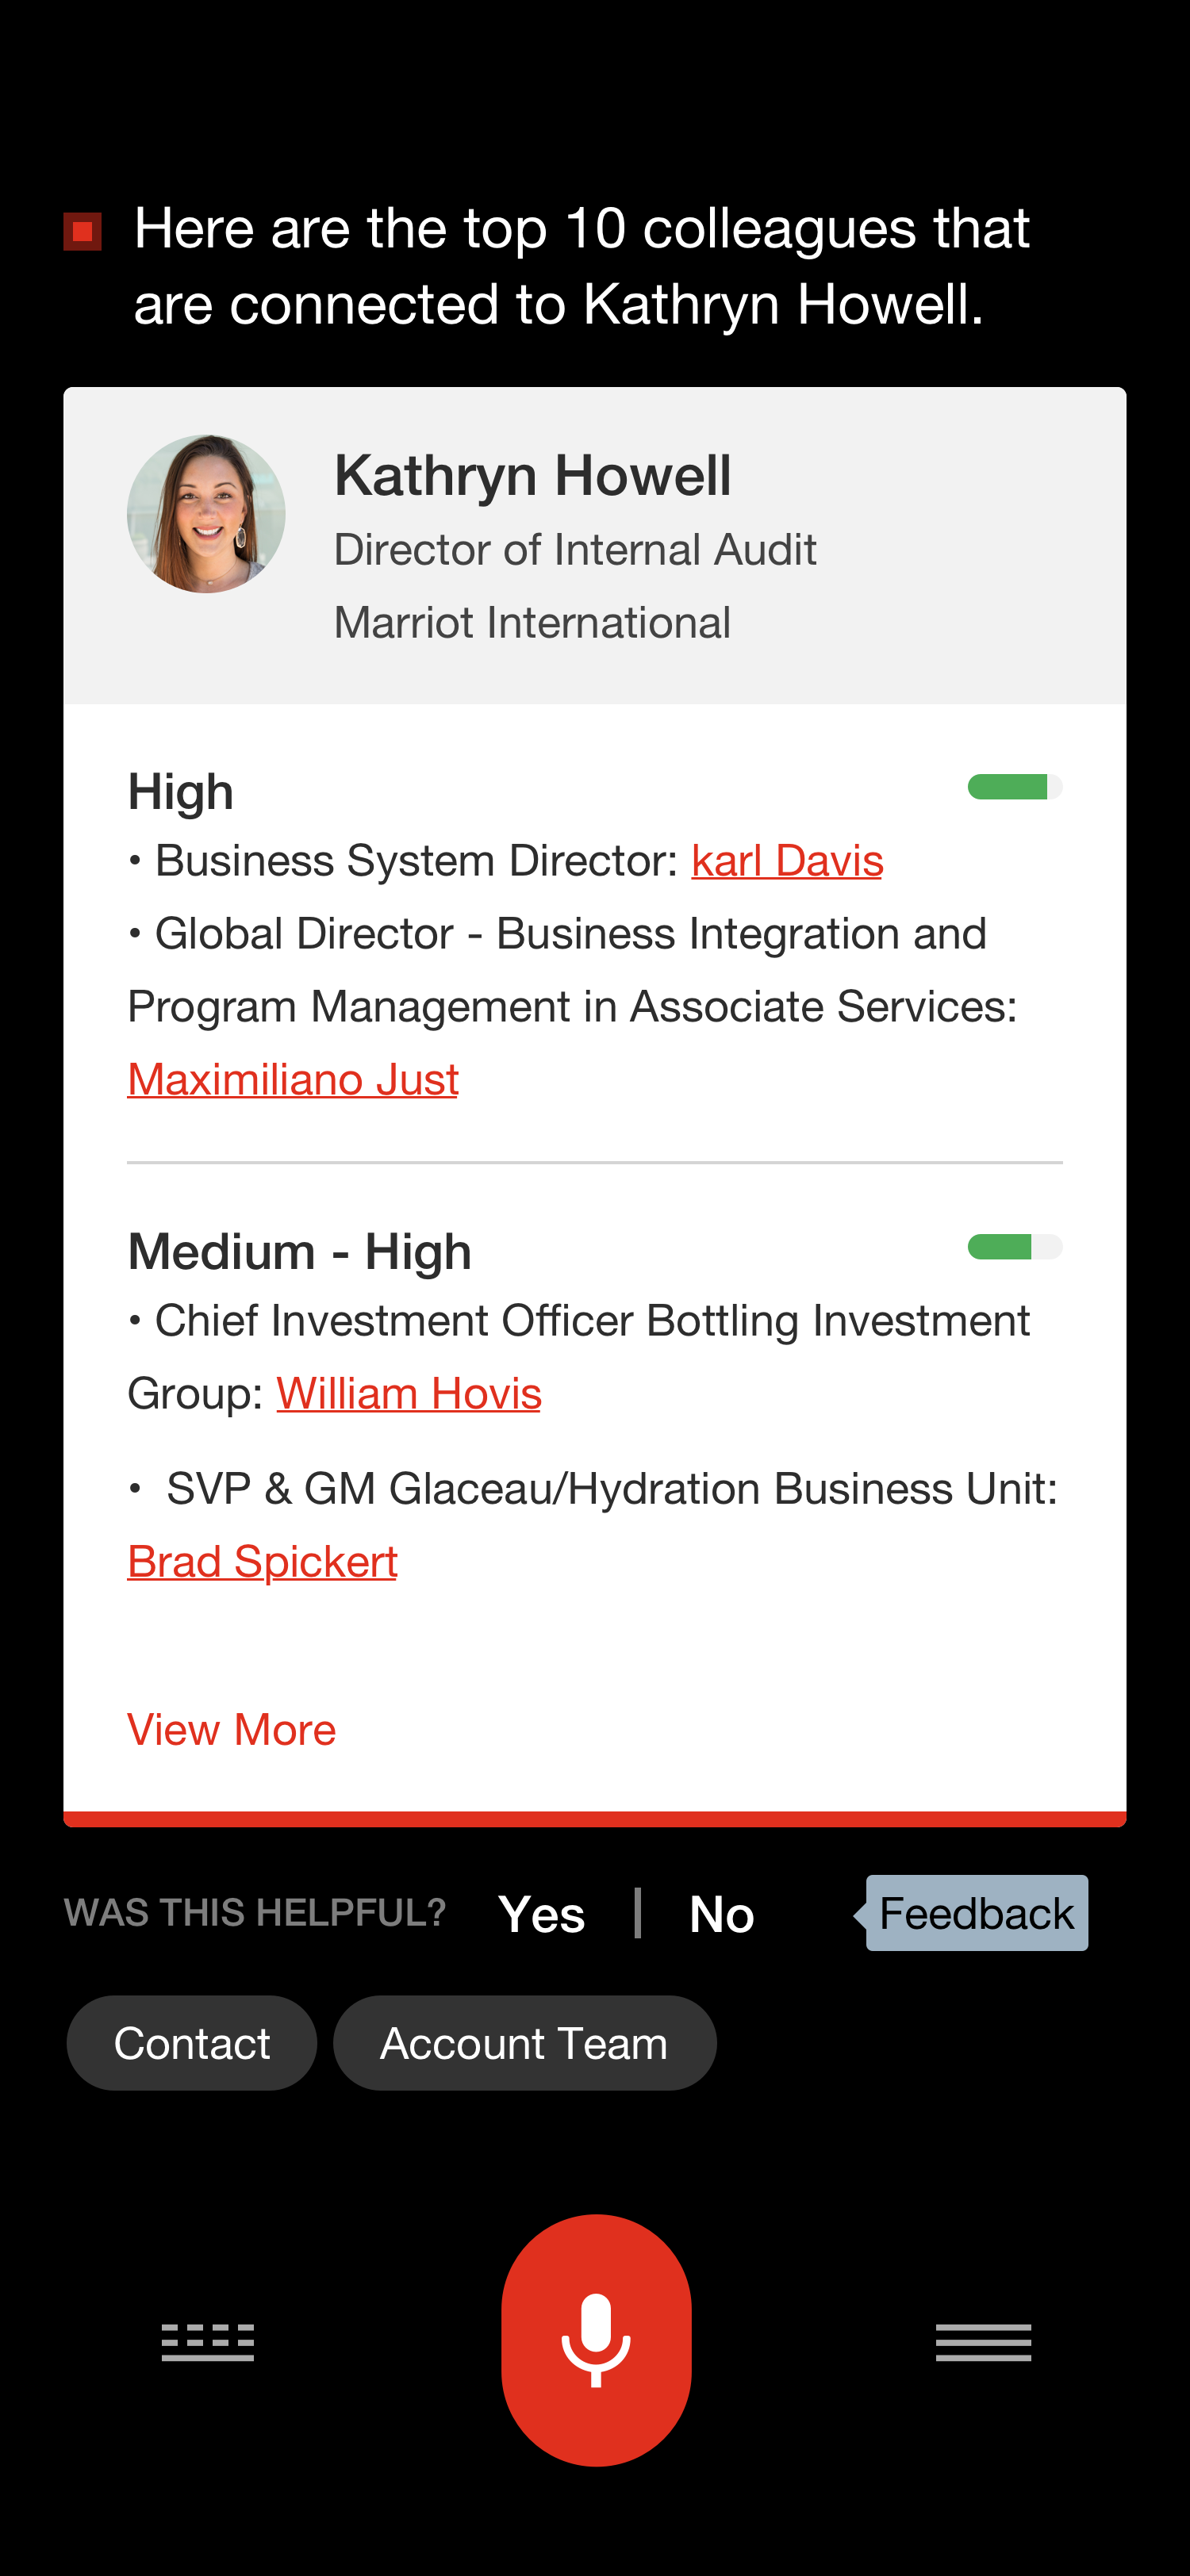 Here are the top 10 colleagues that
are connected to Kathryn Howell.
Kathryn Howell
Director of Internal Audit
Marriot International
High
• Business System Director: karl Davis
• Global Director - Business Integration and
Program Management in Associate Services:
Maximiliano Just
Medium - High
• Chief Investment Officer Bottling Investment
Group: William Hovis
• SVP & GM Glaceau/Hydration Business Unit:
Brad Spickert
View More
WAS THIS HELPFUL? Yes | No Feedback
Contact Account Team